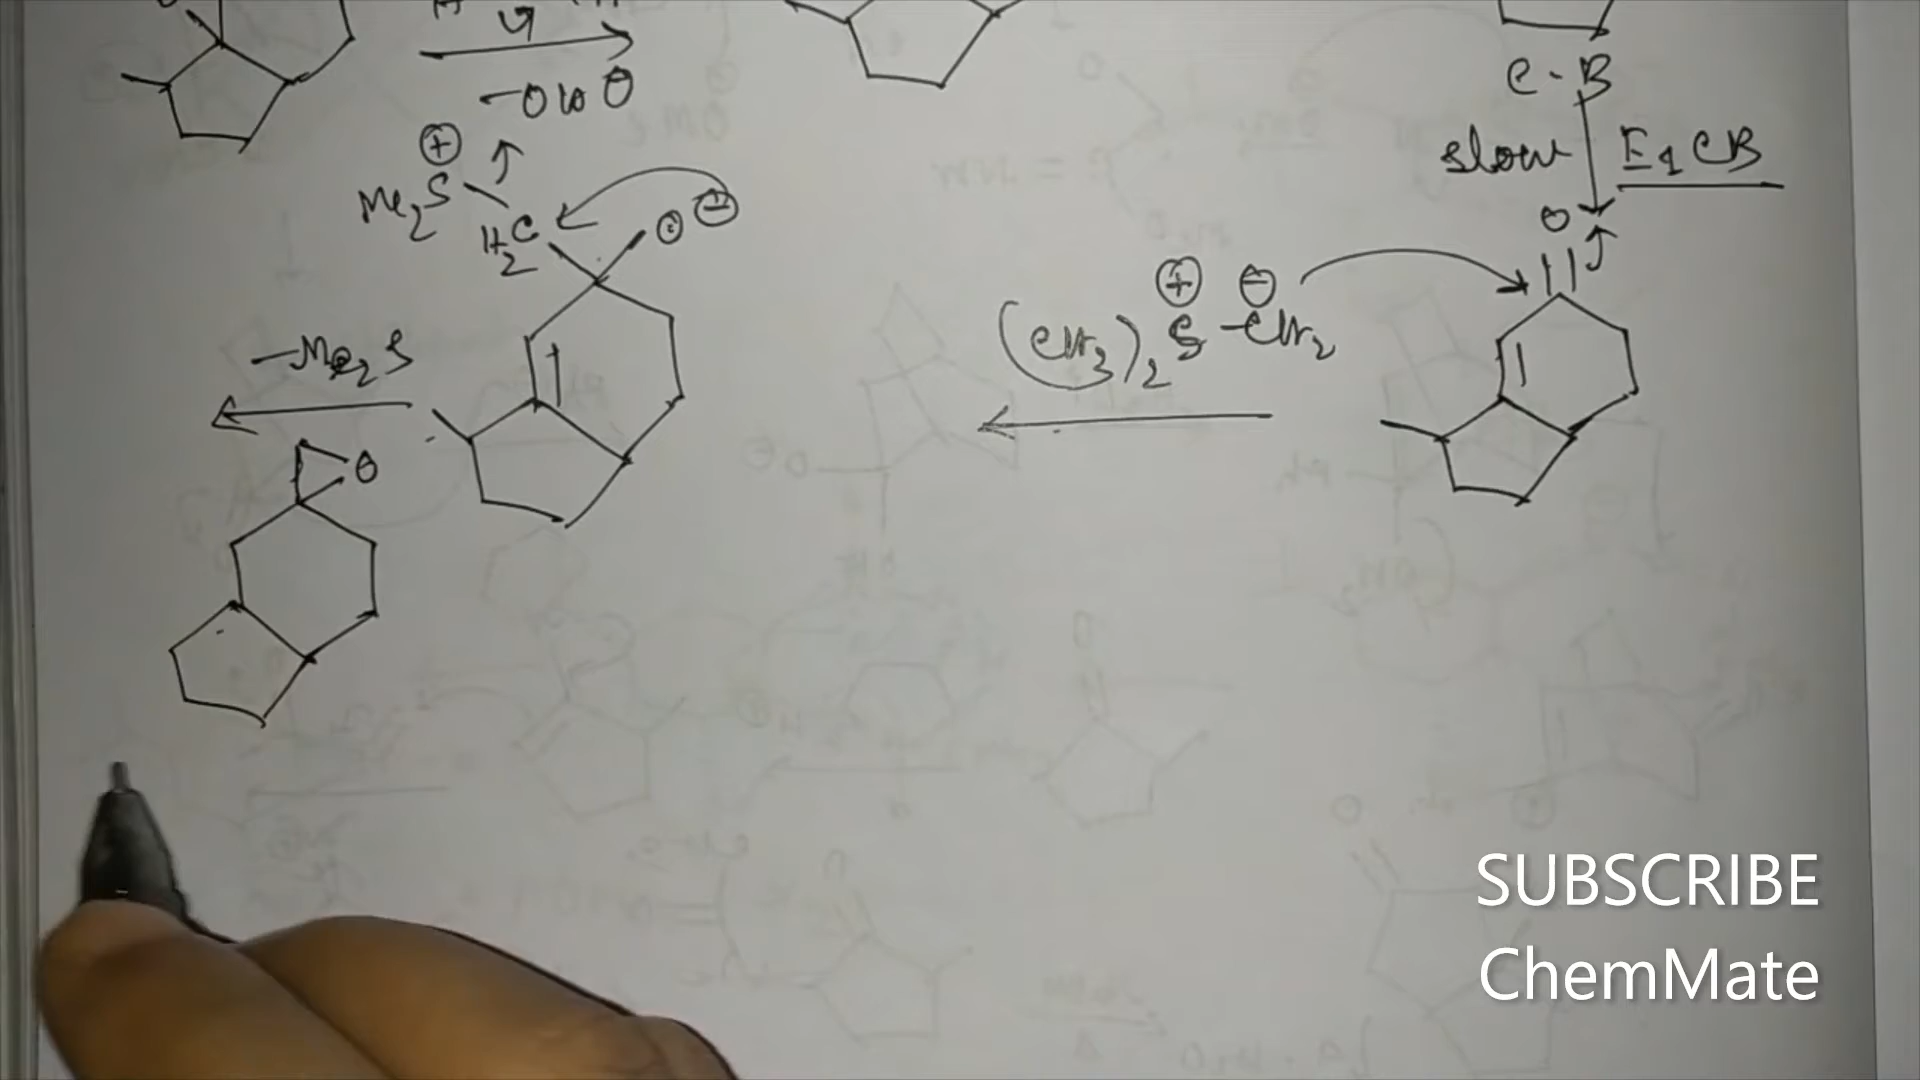 -OH⊖
C-B
slow
E1CB
⊕
Me2S
H2C
O⊖
O
⊕ ⊖
(CH3)2S-CH2
-Me2S
O
SUBSCRIBE
ChemMate